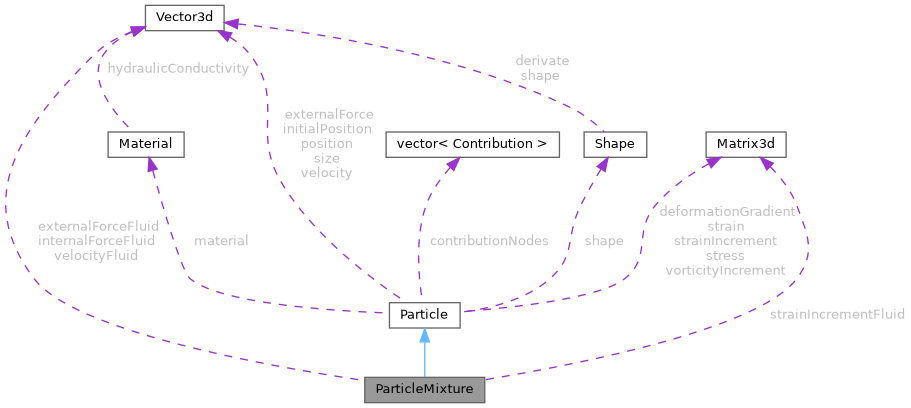 Vector3d
derivate
shape
hydraulicConductivity
externalForce
initialPosition
position
size
velocity
Material
vector< Contribution >
Shape
Matrix3d
externalForceFluid
internalForceFluid
velocityFluid
material
contributionNodes
shape
deformationGradient
strain
strainIncrement
stress
vorticityIncrement
Particle
strainIncrementFluid
ParticleMixture